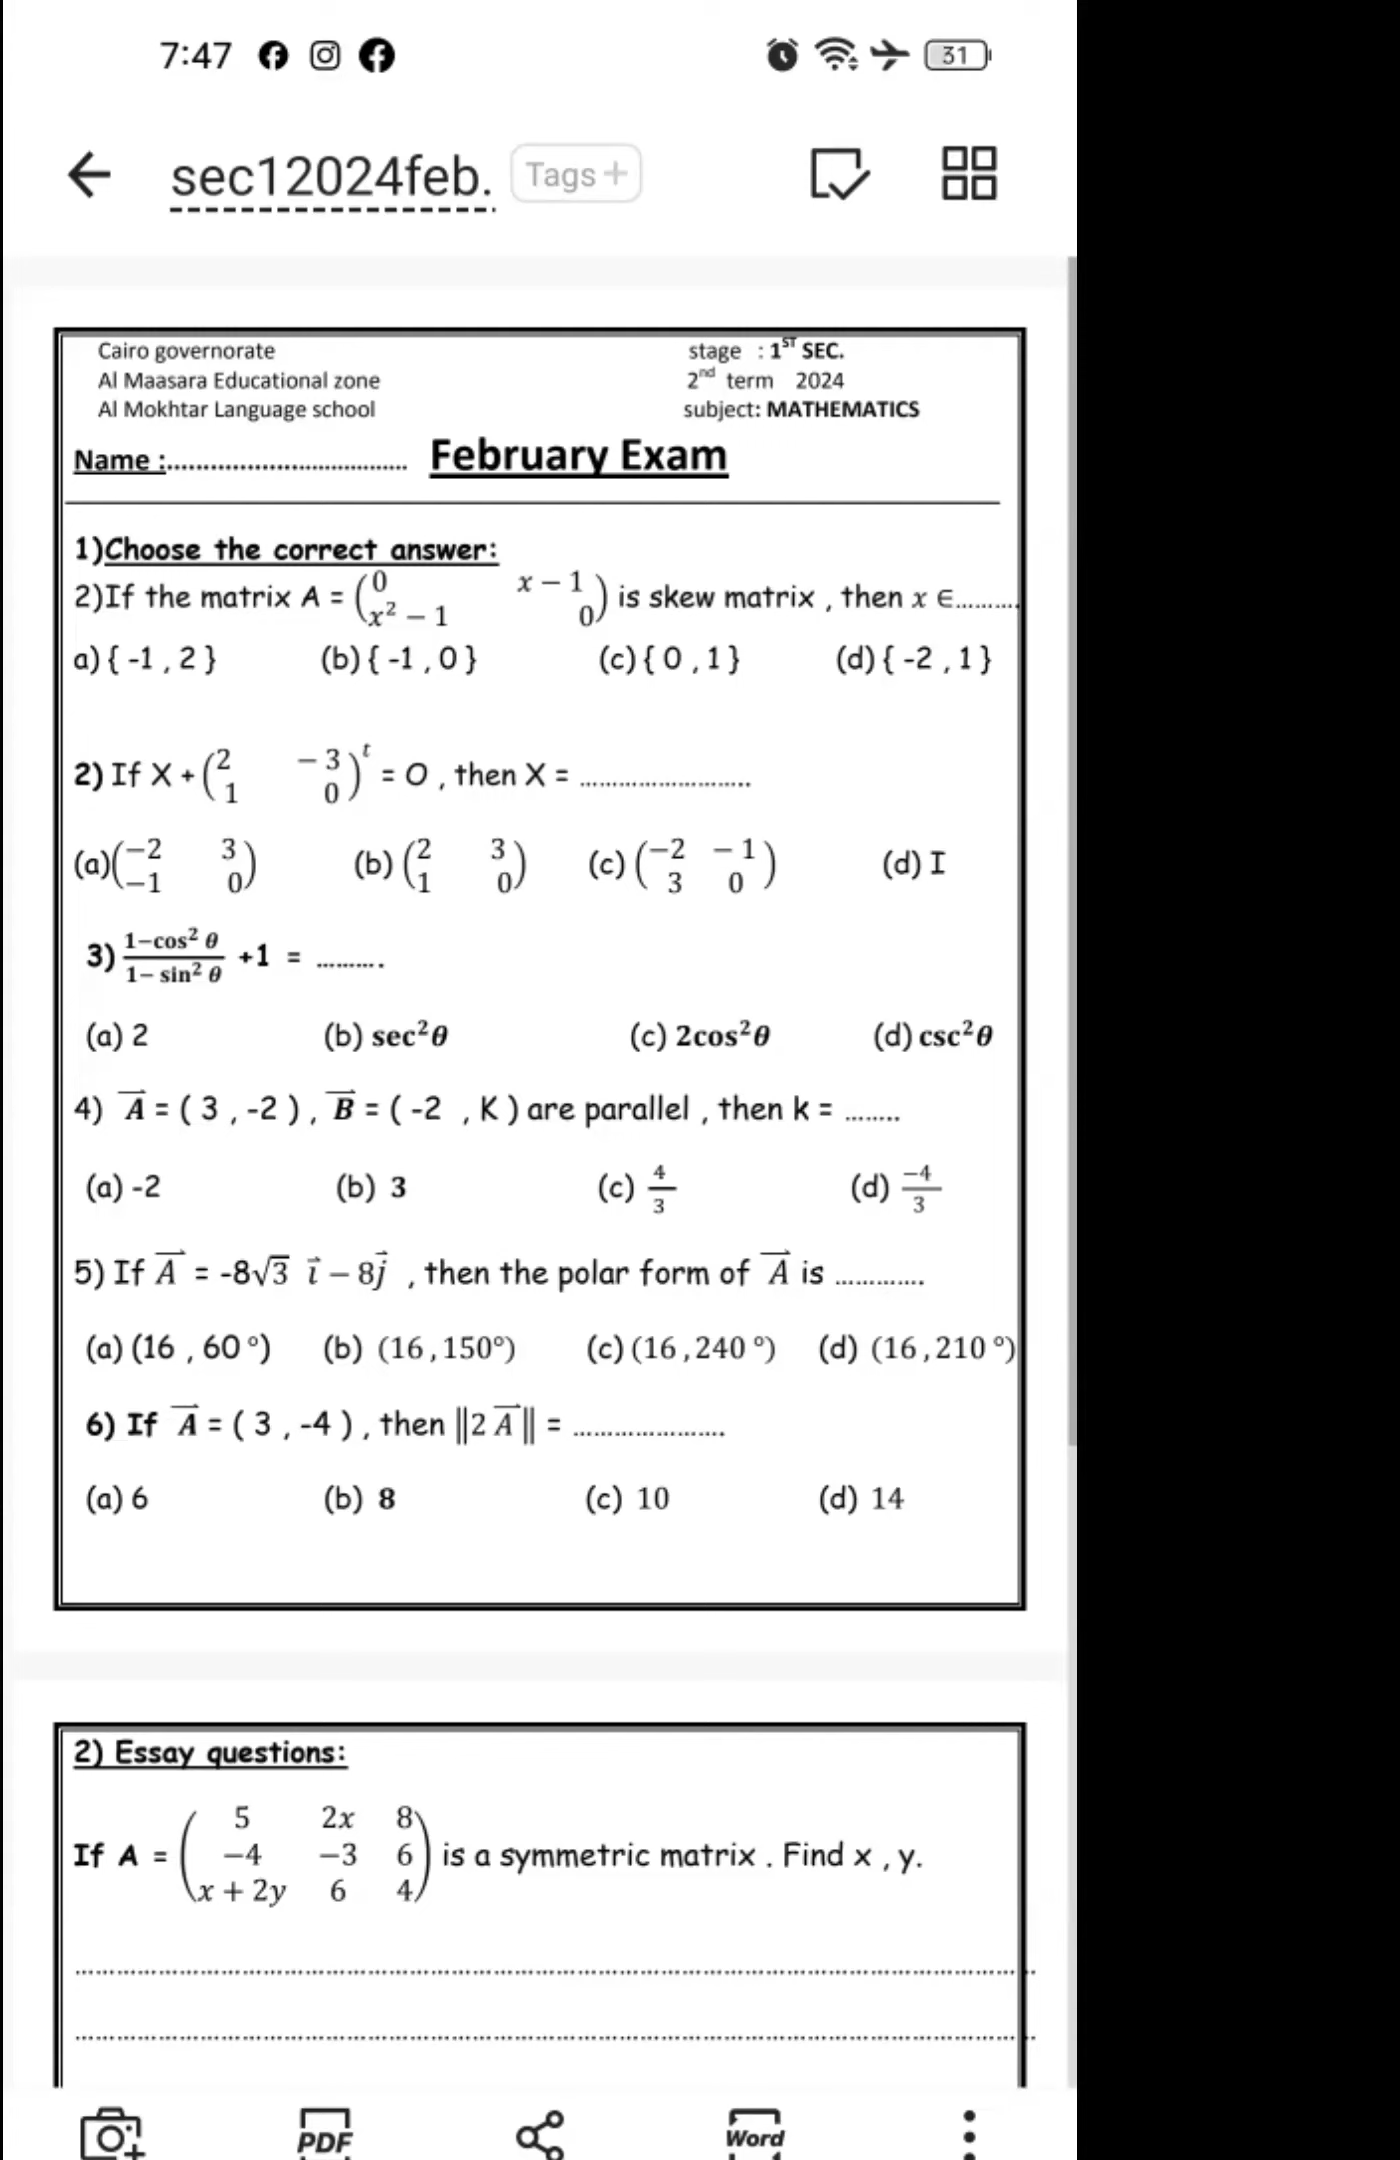 7:47 31
sec12024feb. Tags+
Cairo governorate stage : 1ST SEC.
Al Maasara Educational zone 2nd term 2024
Al Mokhtar Language school subject: MATHEMATICS
Name :.................................. February Exam
1)Choose the correct answer:
2)If the matrix A = (0 x − 1
x² − 1 0) is skew matrix , then x ∈..........
a) { -1 , 2 } (b) { -1 , 0 } (c) { 0 , 1 } (d) { -2 , 1 }
2) If X + (2 − 3
1 0)ᵗ = O , then X = ..........................
(a)(−2 3
−1 0) (b) (2 3
1 0) (c) (−2 − 1
3 0) (d) I
3) (1−cos² θ)/(1− sin² θ) +1 = ..........
(a) 2 (b) sec²θ (c) 2cos²θ (d) csc²θ
4) A⃗ = ( 3 , -2 ) , B⃗ = ( -2 , K ) are parallel , then k = ........
(a) -2 (b) 3 (c) 4/3 (d) −4/3
5) If A⃗ = -8√3 i⃗ − 8j⃗ , then the polar form of A⃗ is .............
(a) (16 , 60 °) (b) (16 ,150°) (c) (16 ,240 °) (d) (16 ,210 °)
6) If A⃗ = ( 3 , -4 ) , then ‖2 A⃗ ‖ = ......................
(a) 6 (b) 8 (c) 10 (d) 14
2) Essay questions:
If A = (5 2x 8
−4 −3 6
x + 2y 6 4) is a symmetric matrix . Find x , y.
PDF Word